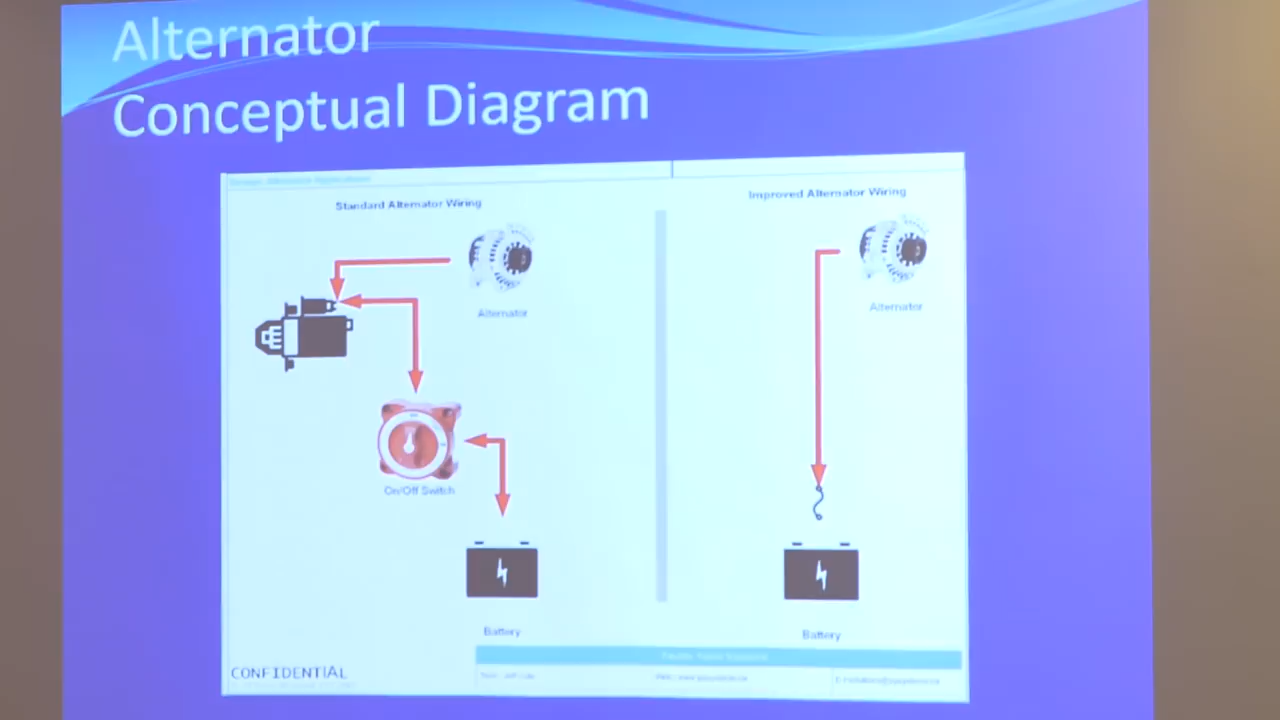 Alternator
Conceptual Diagram
Standard Alternator Wiring
Improved Alternator Wiring
Alternator
Alternator
On/Off Switch
Battery
Battery
CONFIDENTIAL